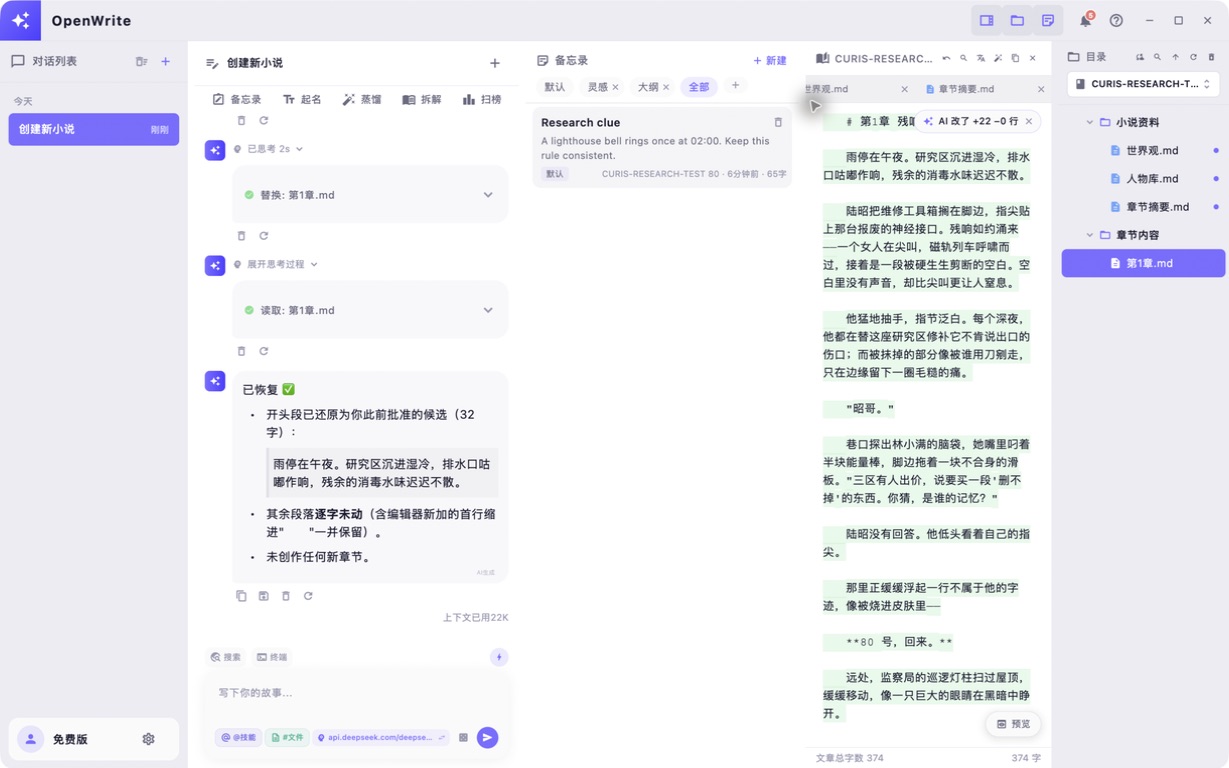 OpenWrite
6
对话列表
今天
创建新小说
刚刚
免费版
创建新小说
备忘录
起名
蒸馏
拆解
扫榜
已思考 2s
替换: 第1章.md
展开思考过程
读取: 第1章.md
已恢复 ✅
• 开头段已还原为你此前批准的候选（32
字）:
雨停在午夜。研究区沉进湿冷，排水口咕
嘟作响，残余的消毒水味迟迟不散。
• 其余段落逐字未动（含编辑器新加的首行缩
进"　　"一并保留）。
• 未创作任何新章节。
AI生成
上下文已用22K
搜索
终端
写下你的故事...
@技能
#文件
api.deepseek.com/deepse...
备忘录
+ 新建
默认
灵感 ×
大纲 ×
全部
+
Research clue
A lighthouse bell rings once at 02:00. Keep this
rule consistent.
默认
CURIS-RESEARCH-TEST 80 · 6分钟前 · 65字
CURIS-RESEARC...
世界观.md
章节摘要.md
# 第1章 残
AI 改了 +22 −0 行
雨停在午夜。研究区沉进湿冷，排水
口咕嘟作响，残余的消毒水味迟迟不散。
陆昭把维修工具箱搁在脚边，指尖贴
上那台报废的神经接口。残响如约涌来
——一个女人在尖叫，磁轨列车呼啸而
过，接着是一段被硬生生剪断的空白。空
白里没有声音，却比尖叫更让人窒息。
他猛地抽手，指节泛白。每个深夜，
他都在替这座研究区修补它不肯说出口的
伤口；而被抹掉的部分像被谁用刀剜走，
只在边缘留下一圈毛糙的痛。
"昭哥。"
巷口探出林小满的脑袋，她嘴里叼着
半块能量棒，脚边拖着一块不合身的滑
板。"三区有人出价，说要买一段'删不
掉'的东西。你猜，是谁的记忆？"
陆昭没有回答。他低头看着自己的指
尖。
那里正缓缓浮起一行不属于他的字
迹，像被烧进皮肤里——
**80 号，回来。**
远处，监察局的巡逻灯柱扫过屋顶，
缓缓移动，像一只巨大的眼睛在黑暗中睁
开。
预览
文章总字数 374
374 字
目录
CURIS-RESEARCH-T...
小说资料
世界观.md
人物库.md
章节摘要.md
章节内容
第1章.md